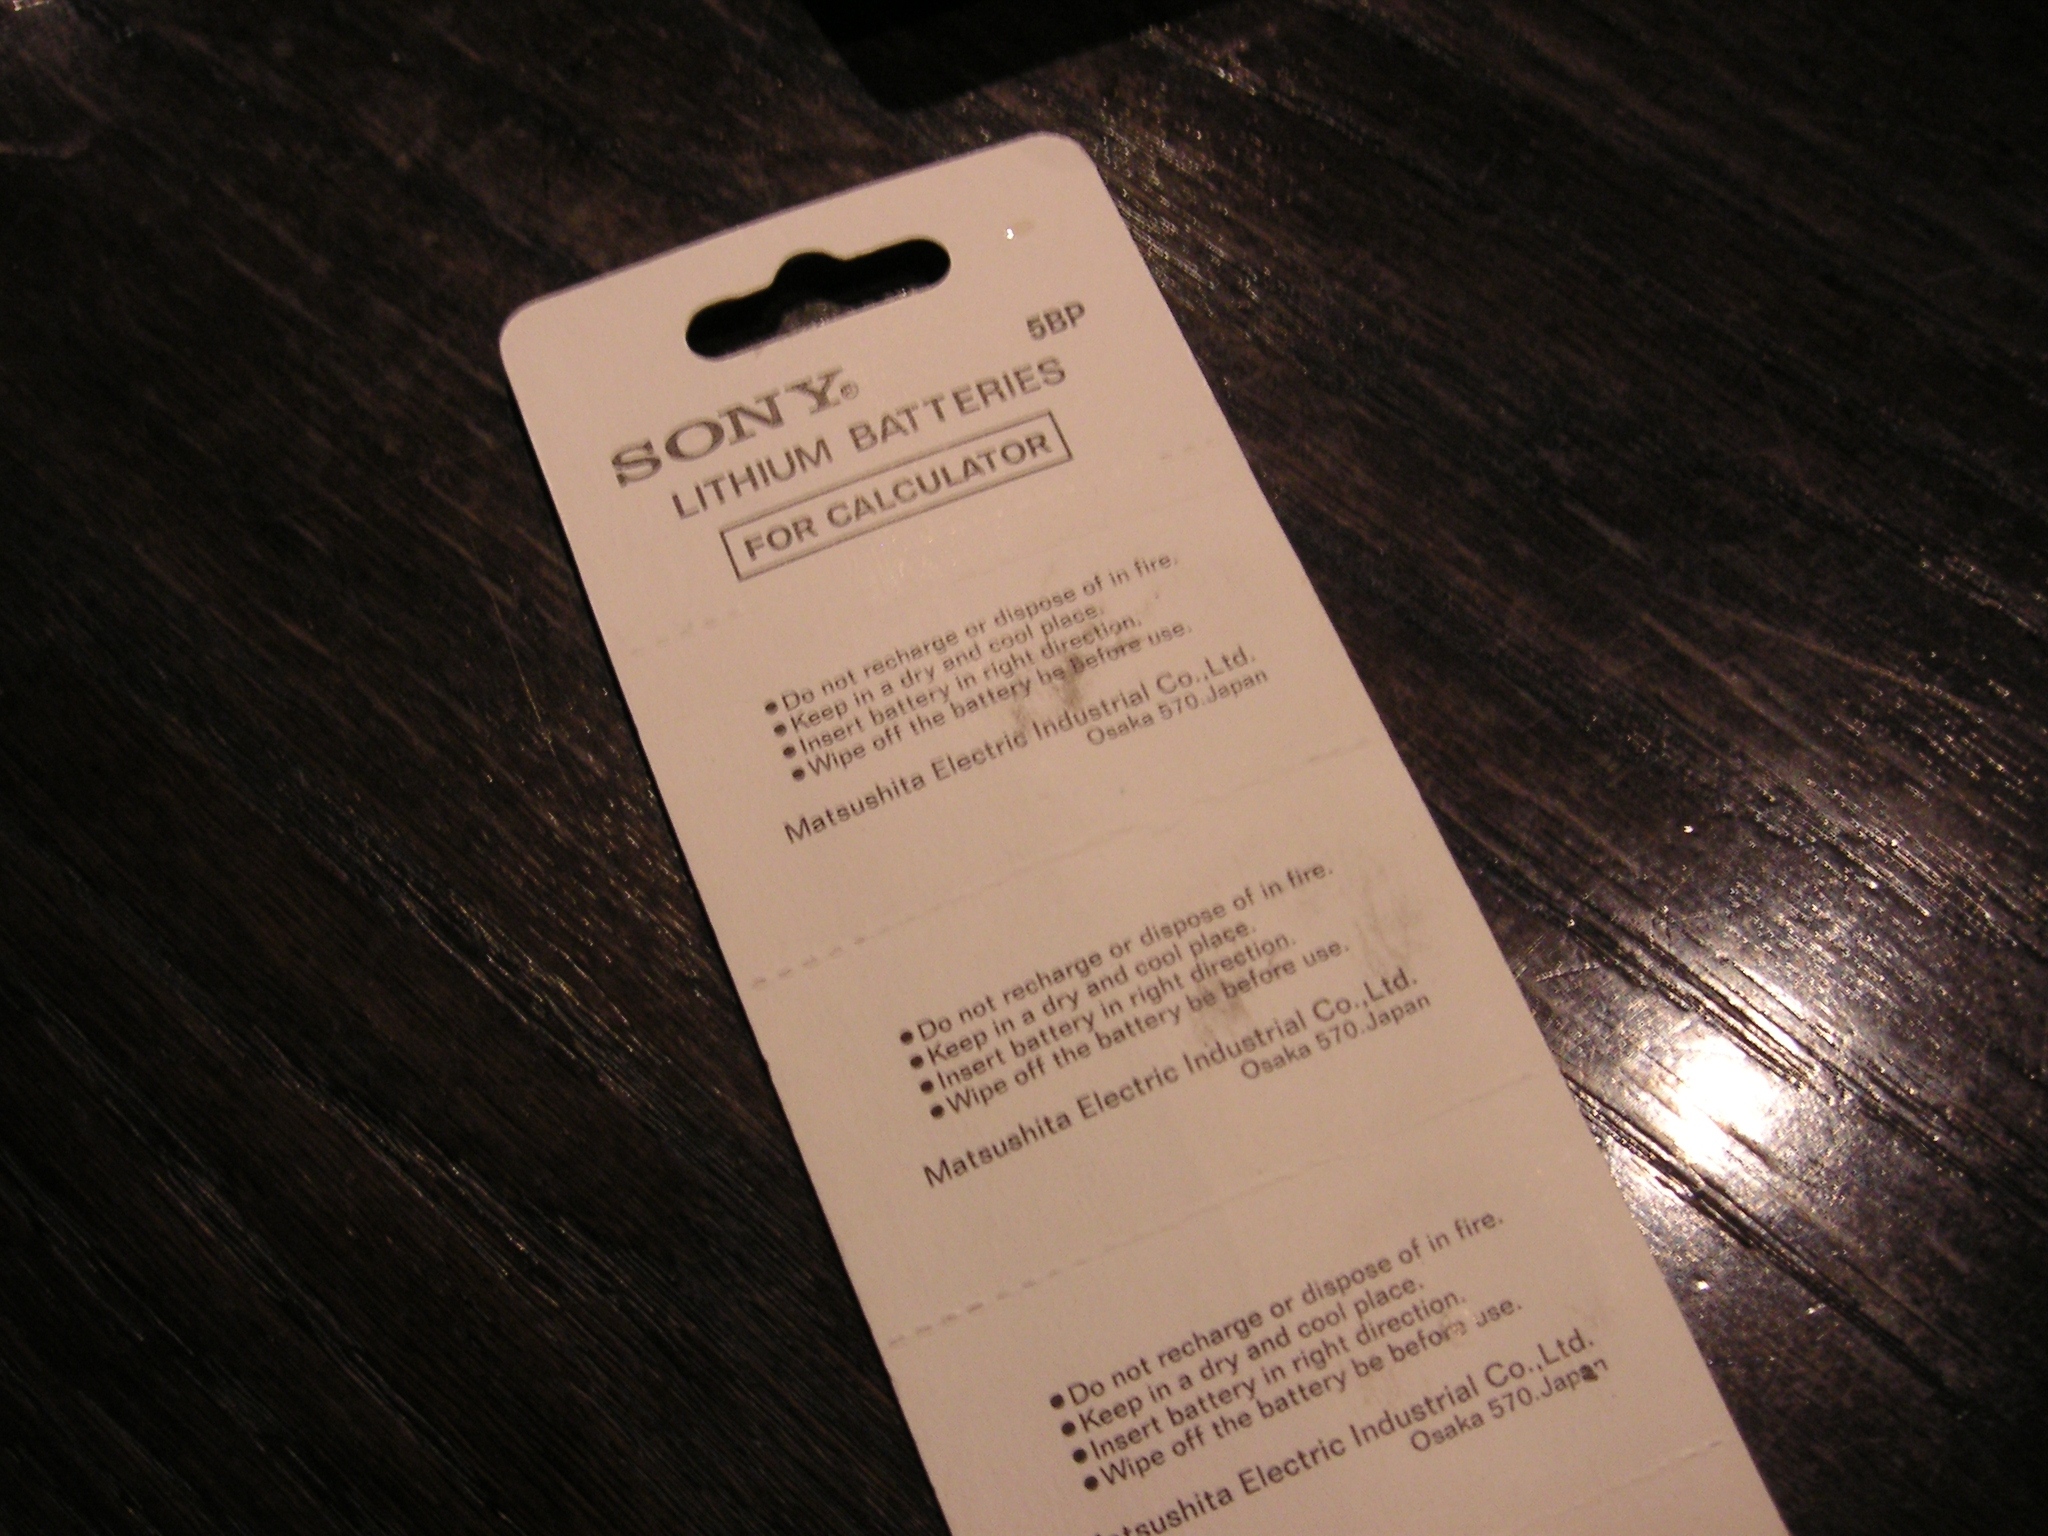 5BP
SONY®
LITHIUM BATTERIES
FOR CALCULATOR
•Do not recharge or dispose of in fire.
•Keep in a dry and cool place.
•Insert battery in right direction.
•Wipe off the battery be before use.
Matsushita Electric Industrial Co.,Ltd.
Osaka 570.Japan
•Do not recharge or dispose of in fire.
•Keep in a dry and cool place.
•Insert battery in right direction.
•Wipe off the battery be before use.
Matsushita Electric Industrial Co.,Ltd.
Osaka 570.Japan
•Do not recharge or dispose of in fire.
•Keep in a dry and cool place.
•Insert battery in right direction.
•Wipe off the battery be before use.
atsushita Electric Industrial Co.,Ltd.
Osaka 570.Japan